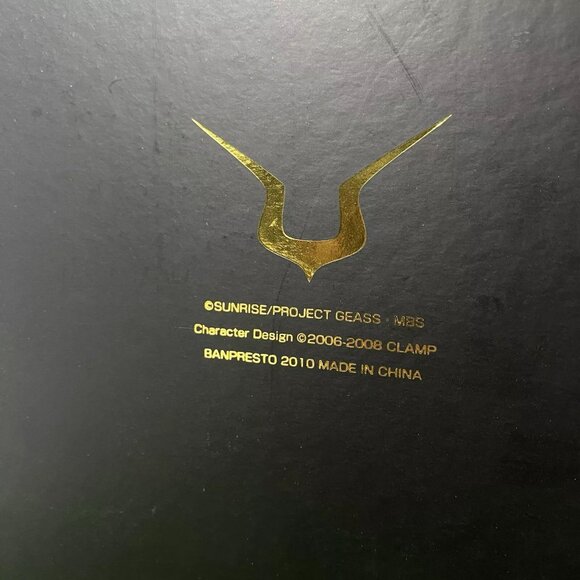 ©SUNRISE/PROJECT GEASS・MBS
Character Design ©2006-2008 CLAMP
BANPRESTO 2010 MADE IN CHINA